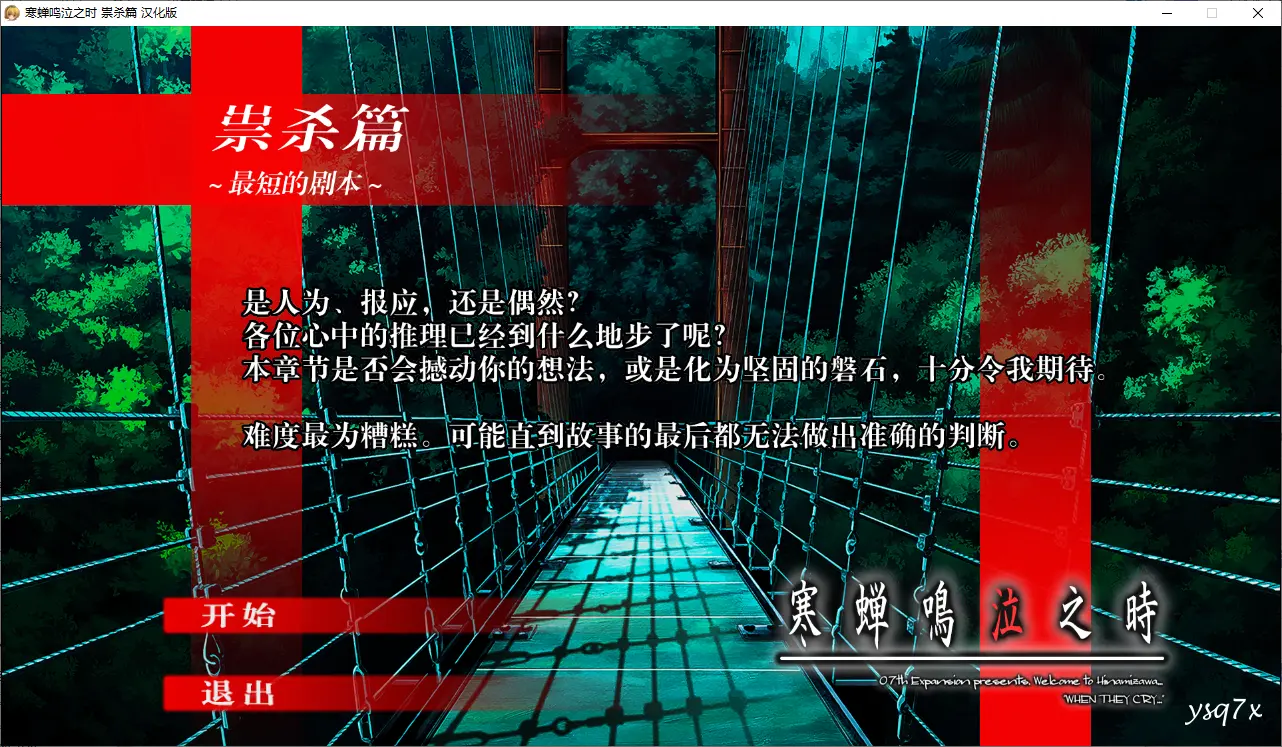 寒蝉鸣泣之时 祟杀篇 汉化版
祟杀篇
~ 最短的剧本 ~
是人为、报应，还是偶然？
各位心中的推理已经到什么地步了呢？
本章节是否会撼动你的想法，或是化为坚固的磐石，十分令我期待。
难度最为糟糕。可能直到故事的最后都无法做出准确的判断。
开始
退出
寒蝉鳴泣之時
07th Expansion presents. Welcome to Hinamizawa...
"WHEN THEY CRY..."
ysq7x